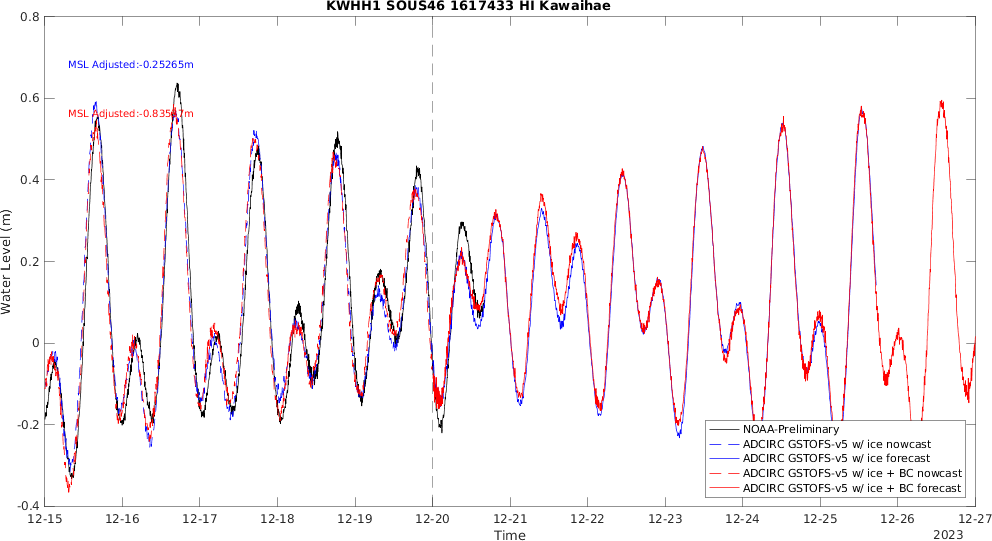 KWHH1 SOUS46 1617433 HI Kawaihae
0.8
0.6
0.4
0.2
0
-0.2
-0.4
Water Level (m)
MSL Adjusted:-0.25265m
NOAA-Preliminary
ADCIRC GSTOFS-v5 w/ ice nowcast
ADCIRC GSTOFS-v5 w/ ice forecast
ADCIRC GSTOFS-v5 w/ ice + BC nowcast
ADCIRC GSTOFS-v5 w/ ice + BC forecast
MSL Adjusted:
12-15 12-16 12-17 12-18 12-19 12-20 12-21 12-22 12-23 12-24 12-25 12-26 12-27
Time
2023